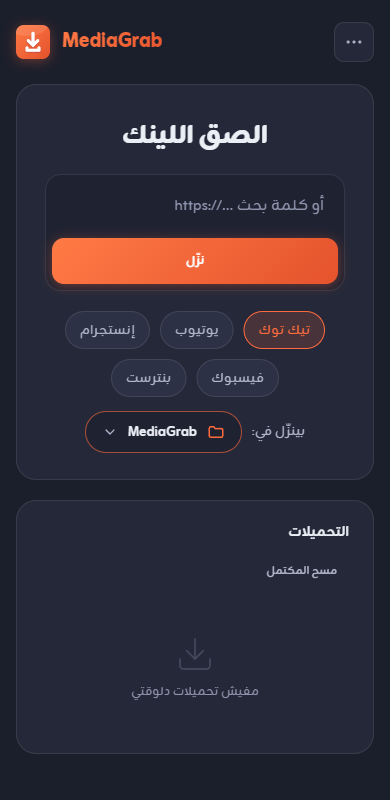 MediaGrab
الصق اللينك
أو كلمة بحث ...//:https
نزّل
تيك توك يوتيوب إنستجرام
فيسبوك بنترست
بينزّل في: MediaGrab
التحميلات
مسح المكتمل
مفيش تحميلات دلوقتي